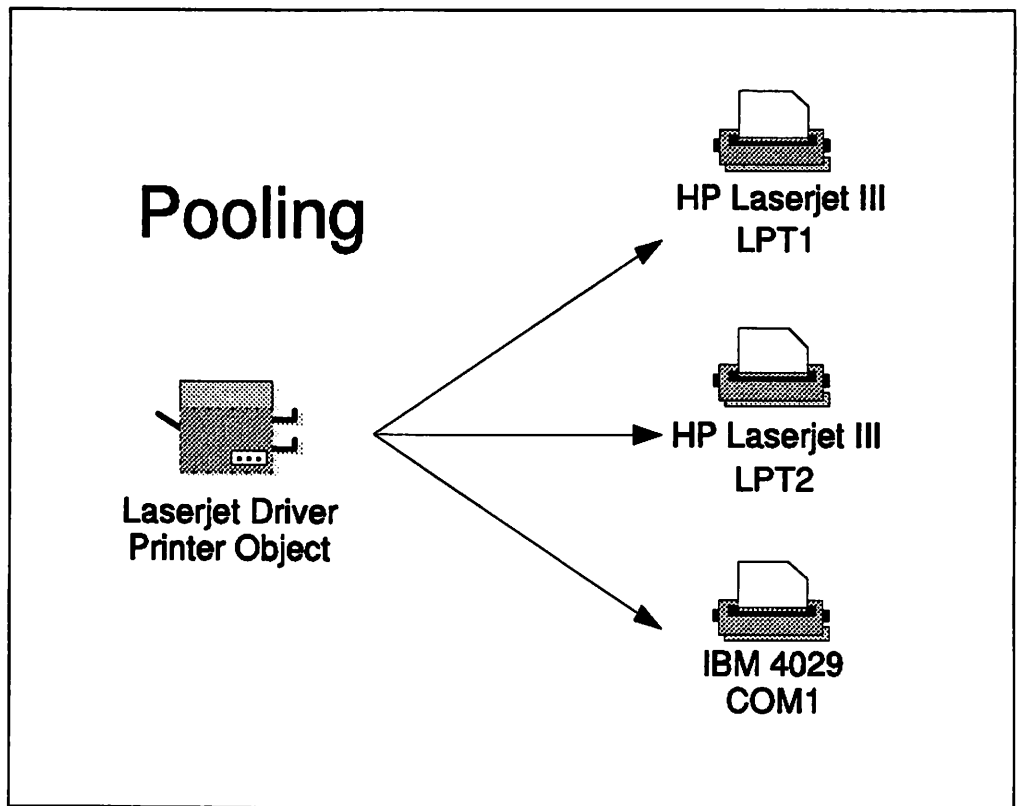 Pooling
HP Laserjet III
LPT1
HP Laserjet III
LPT2
Laserjet Driver
Printer Object
IBM 4029
COM1